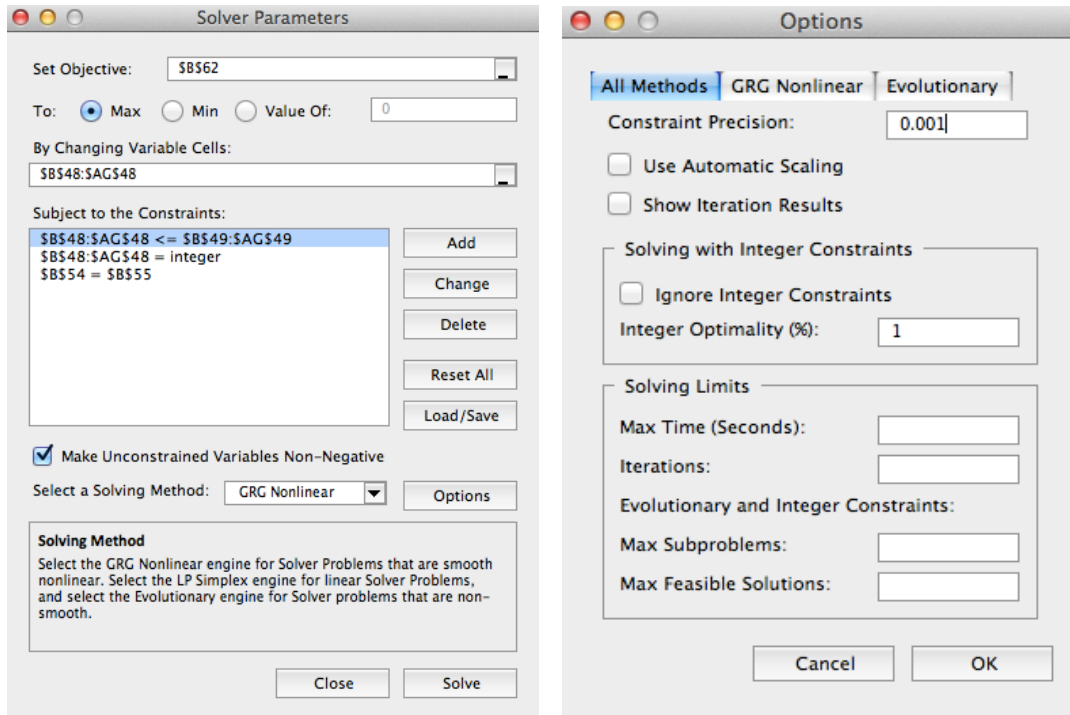 Solver Parameters
Set Objective: $B$62
To: Max Min Value Of: 0
By Changing Variable Cells:
$B$48:$AG$48
Subject to the Constraints:
$B$48:$AG$48 <= $B$49:$AG$49
$B$48:$AG$48 = integer
$B$54 = $B$55
Add
Change
Delete
Reset All
Load/Save
Make Unconstrained Variables Non-Negative
Select a Solving Method: GRG Nonlinear Options
Solving Method
Select the GRG Nonlinear engine for Solver Problems that are smooth
nonlinear. Select the LP Simplex engine for linear Solver Problems,
and select the Evolutionary engine for Solver problems that are non-
smooth.
Close Solve
Options
All Methods GRG Nonlinear Evolutionary
Constraint Precision: 0.001
Use Automatic Scaling
Show Iteration Results
Solving with Integer Constraints
Ignore Integer Constraints
Integer Optimality (%): 1
Solving Limits
Max Time (Seconds):
Iterations:
Evolutionary and Integer Constraints:
Max Subproblems:
Max Feasible Solutions:
Cancel OK